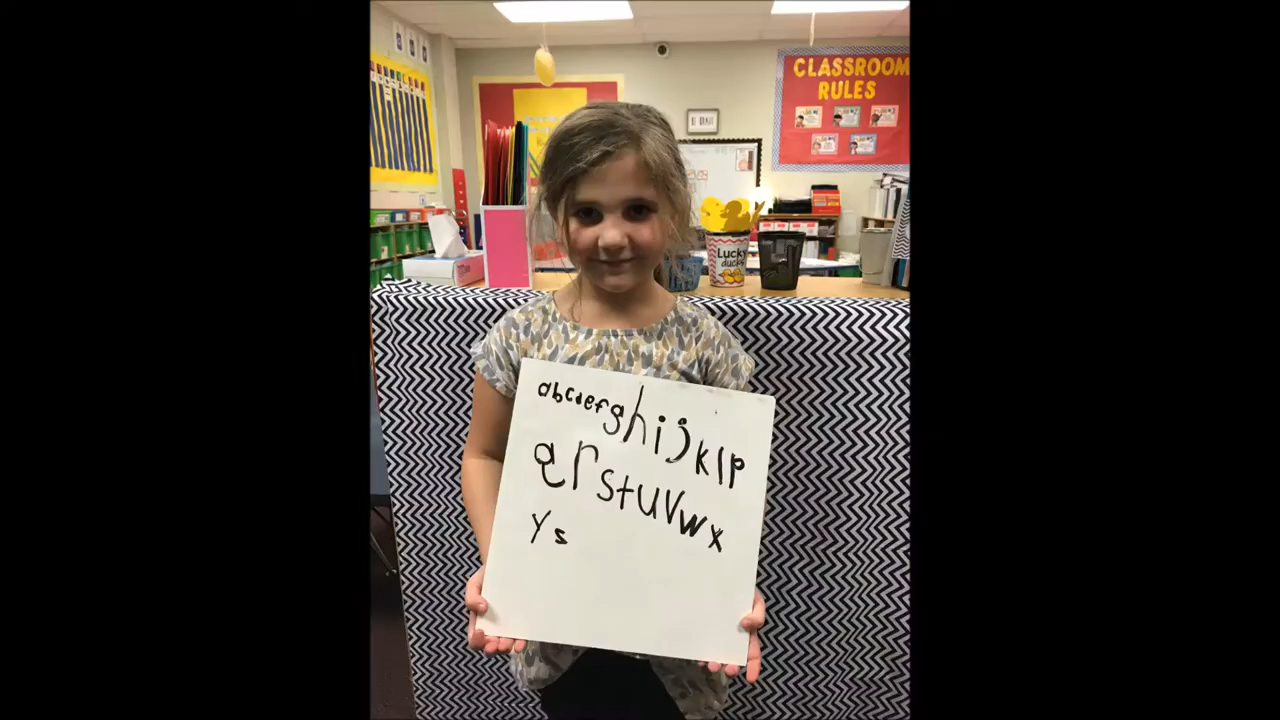 CLASSROOM
RULES
Lucky
ducks
abcdefghijklp
qrstuvwx
ys